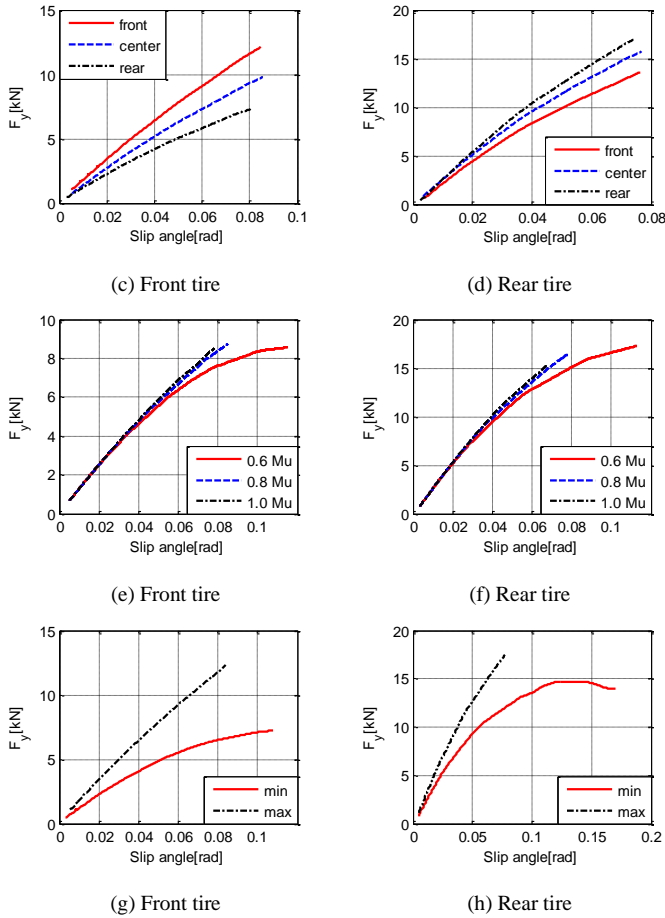 15
10
5
0
F_y[kN]
0 0.02 0.04 0.06 0.08 0.1
Slip angle[rad]
front
center
rear
(c) Front tire
20
15
10
5
0
F_y[kN]
0 0.02 0.04 0.06 0.08
Slip angle[rad]
front
center
rear
(d) Rear tire
10
8
6
4
2
0
F_y[kN]
0 0.02 0.04 0.06 0.08 0.1
Slip angle[rad]
0.6 Mu
0.8 Mu
1.0 Mu
(e) Front tire
20
15
10
5
0
F_y[kN]
0 0.02 0.04 0.06 0.08 0.1
Slip angle[rad]
0.6 Mu
0.8 Mu
1.0 Mu
(f) Rear tire
15
10
5
0
F_y[kN]
0 0.02 0.04 0.06 0.08 0.1
Slip angle[rad]
min
max
(g) Front tire
20
15
10
5
0
F_y[kN]
0 0.05 0.1 0.15 0.2
Slip angle[rad]
min
max
(h) Rear tire